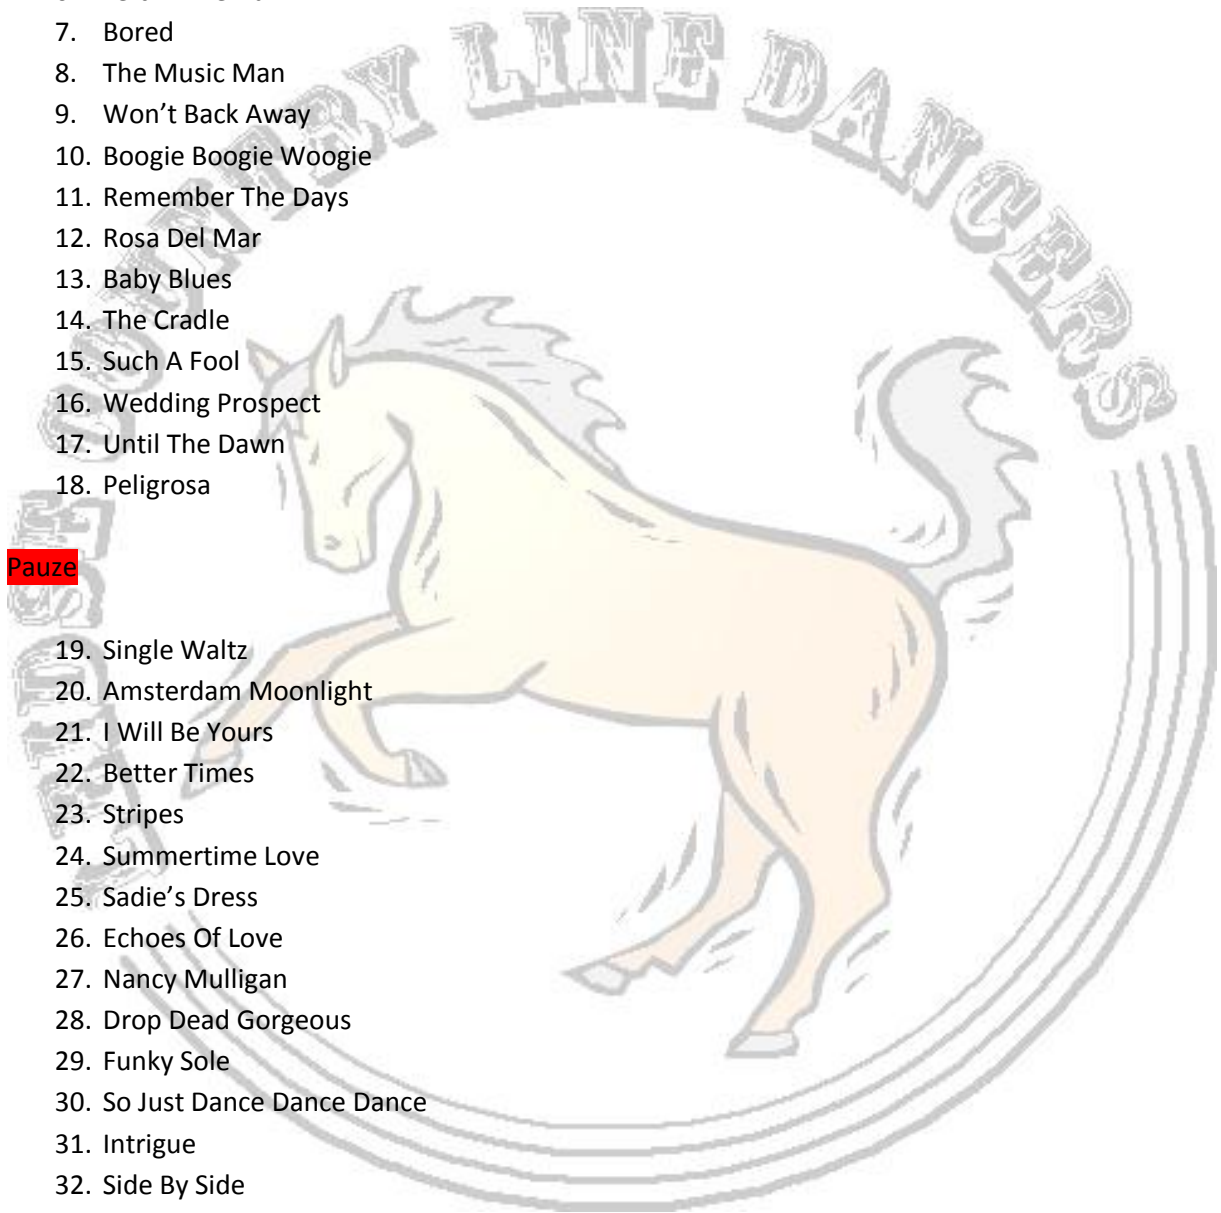 7. Bored
8. The Music Man
9. Won't Back Away
10. Boogie Boogie Woogie
11. Remember The Days
12. Rosa Del Mar
13. Baby Blues
14. The Cradle
15. Such A Fool
16. Wedding Prospect
17. Until The Dawn
18. Peligrosa
Pauze
19. Single Waltz
20. Amsterdam Moonlight
21. I Will Be Yours
22. Better Times
23. Stripes
24. Summertime Love
25. Sadie's Dress
26. Echoes Of Love
27. Nancy Mulligan
28. Drop Dead Gorgeous
29. Funky Sole
30. So Just Dance Dance Dance
31. Intrigue
32. Side By Side
COUNTRY LINE DANCERS